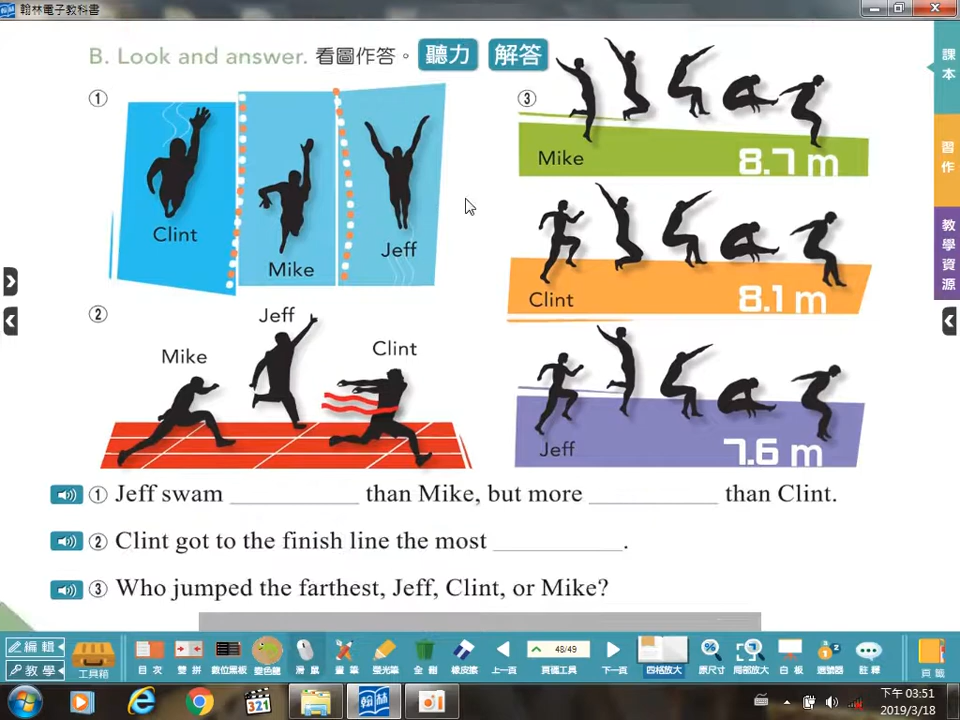 翰林電子教科書
B. Look and answer. 看圖作答。 聽力 解答
①
Clint
Mike
Jeff
②
Mike
Jeff
Clint
③
Mike
8.7 m
Clint
8.1 m
Jeff
7.6 m
① Jeff swam __________ than Mike, but more __________ than Clint.
② Clint got to the finish line the most __________.
③ Who jumped the farthest, Jeff, Clint, or Mike?
課本
習作
教學資源
編輯
教學
工具箱
目次
雙拼
數位黑板
變色龍
滑鼠
畫筆
螢光筆
全刪
橡皮擦
上一頁
48/49
頁碼工具
下一頁
四格放大
原尺寸
局部放大
白板
選號器
註釋
頁籤
321
下午 03:51
2019/3/18